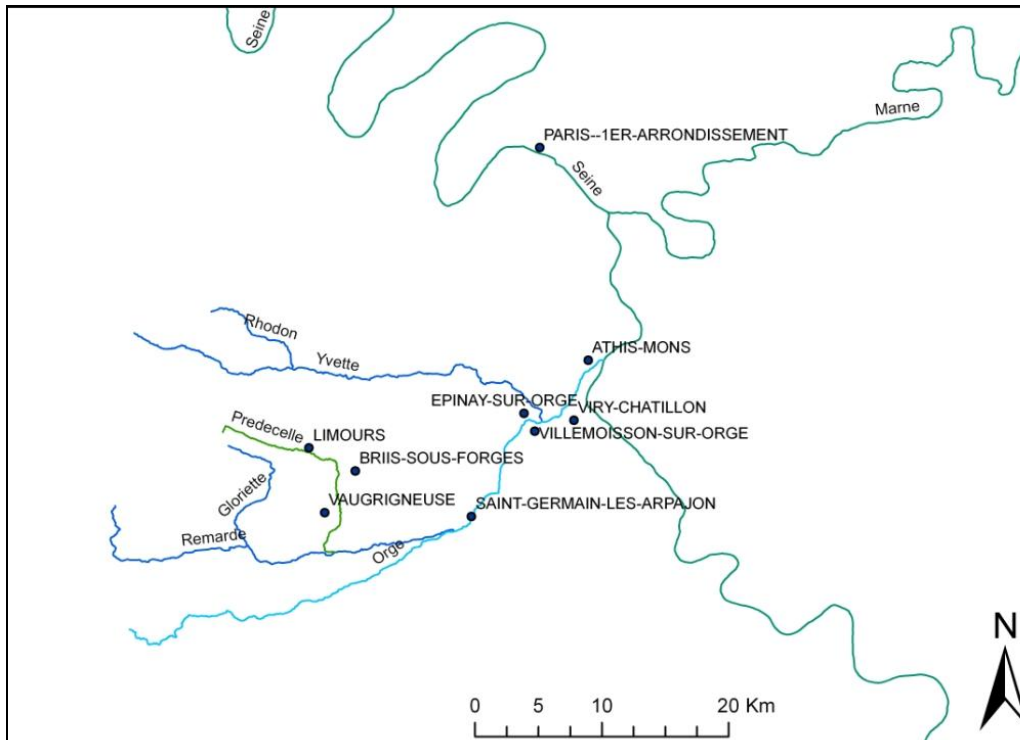 Seine
Marne
PARIS--1ER-ARRONDISSEMENT
Seine
Rhodon
Yvette
ATHIS-MONS
EPINAY-SUR-ORGE
VIRY-CHATILLON
Predecelle
LIMOURS
VILLEMOISSON-SUR-ORGE
BRIIS-SOUS-FORGES
Gloriette
VAUGRIGNEUSE
SAINT-GERMAIN-LES-ARPAJON
Remarde
Orge
N
0 5 10 20 Km